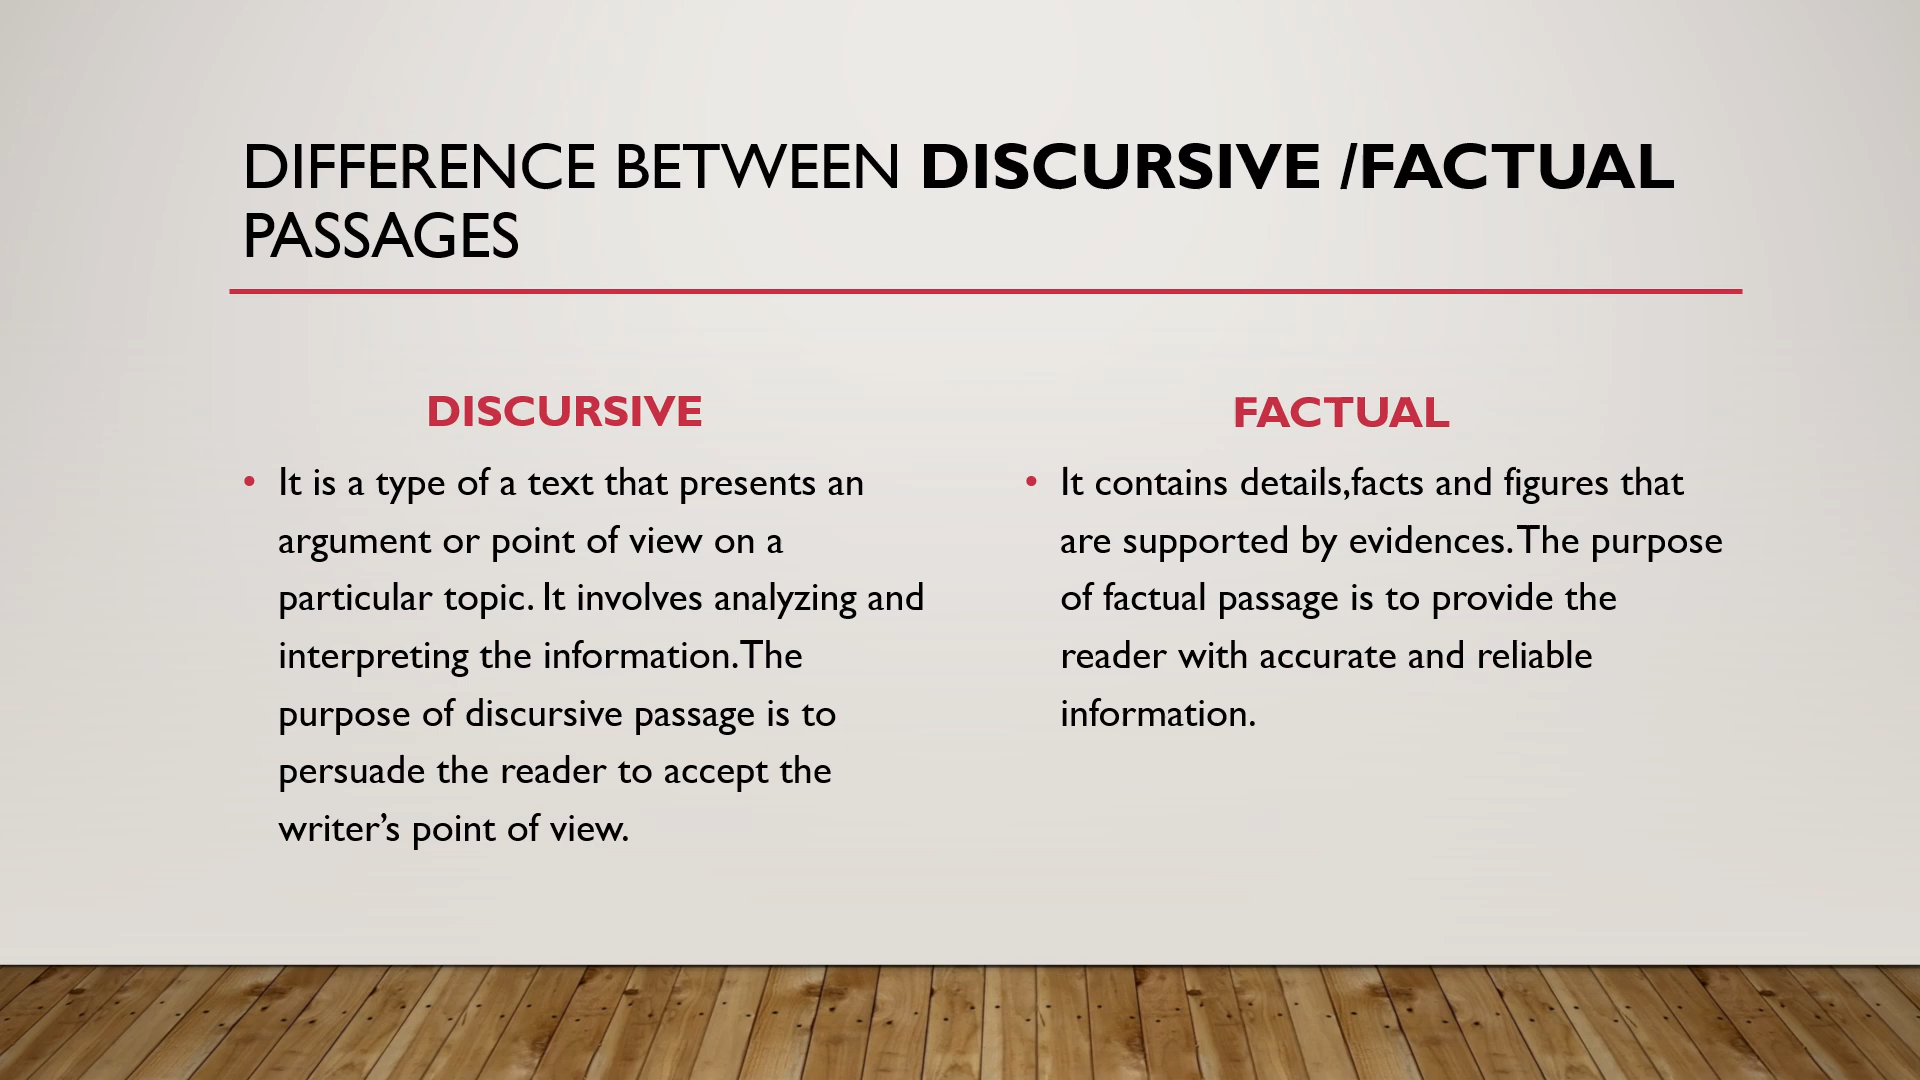 DIFFERENCE BETWEEN DISCURSIVE /FACTUAL
PASSAGES
DISCURSIVE
• It is a type of a text that presents an
argument or point of view on a
particular topic. It involves analyzing and
interpreting the information.The
purpose of discursive passage is to
persuade the reader to accept the
writer’s point of view.
FACTUAL
• It contains details,facts and figures that
are supported by evidences.The purpose
of factual passage is to provide the
reader with accurate and reliable
information.